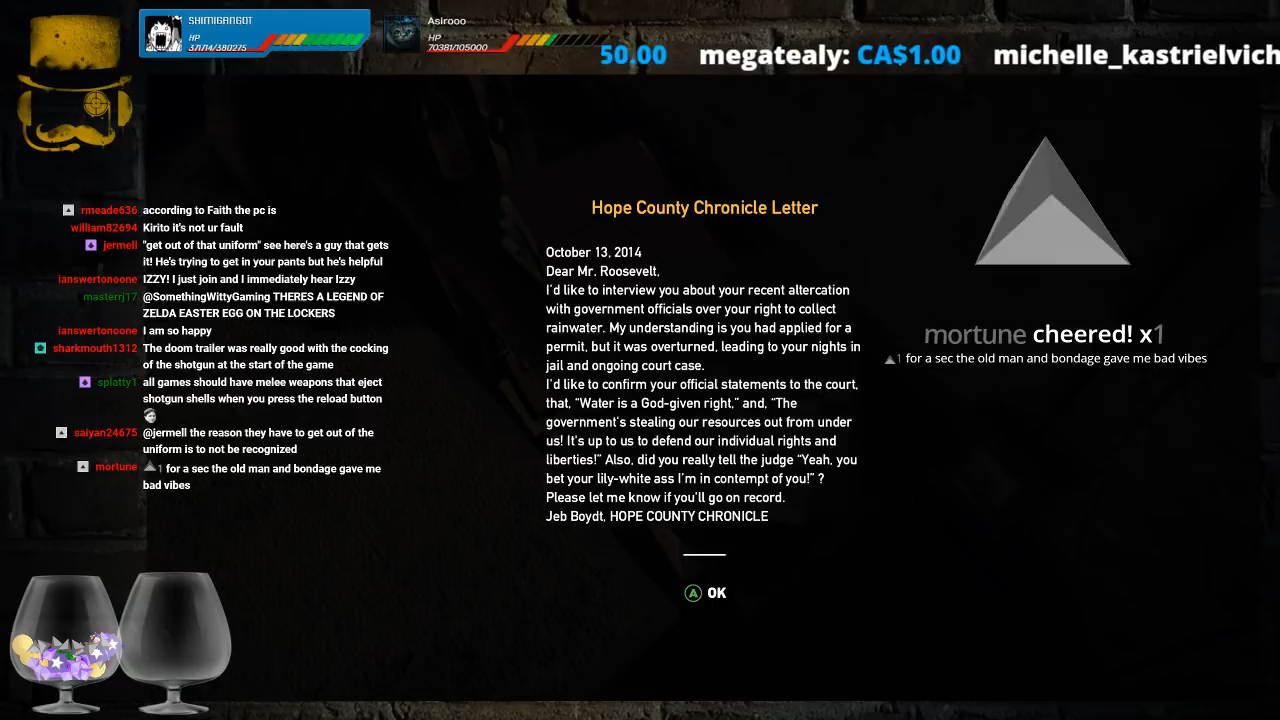 SHIMIGANGOT
HP
371714/380275
Asirooo
HP
70381/105000
50.00 megatealy: CA$1.00 michelle_kastrielvich
rmeade636 according to Faith the pc is
william82694 Kirito it's not ur fault
jermell "get out of that uniform" see here's a guy that gets
it! He's trying to get in your pants but he's helpful
ianswertonoone IZZY! I just join and I immediately hear Izzy
masterrj17 @SomethingWittyGaming THERES A LEGEND OF
ZELDA EASTER EGG ON THE LOCKERS
ianswertonoone I am so happy
sharkmouth1312 The doom trailer was really good with the cocking
of the shotgun at the start of the game
splatty1 all games should have melee weapons that eject
shotgun shells when you press the reload button
saiyan24675 @jermell the reason they have to get out of the
uniform is to not be recognized
mortune 1 for a sec the old man and bondage gave me
bad vibes
Hope County Chronicle Letter
October 13, 2014
Dear Mr. Roosevelt,
I'd like to interview you about your recent altercation
with government officials over your right to collect
rainwater. My understanding is you had applied for a
permit, but it was overturned, leading to your nights in
jail and ongoing court case.
I'd like to confirm your official statements to the court,
that, “Water is a God-given right,” and, “The
government's stealing our resources out from under
us! It's up to us to defend our individual rights and
liberties!” Also, did you really tell the judge “Yeah, you
bet your lily-white ass I'm in contempt of you!” ?
Please let me know if you'll go on record.
Jeb Boydt, HOPE COUNTY CHRONICLE
A OK
mortune cheered! x1
1 for a sec the old man and bondage gave me bad vibes